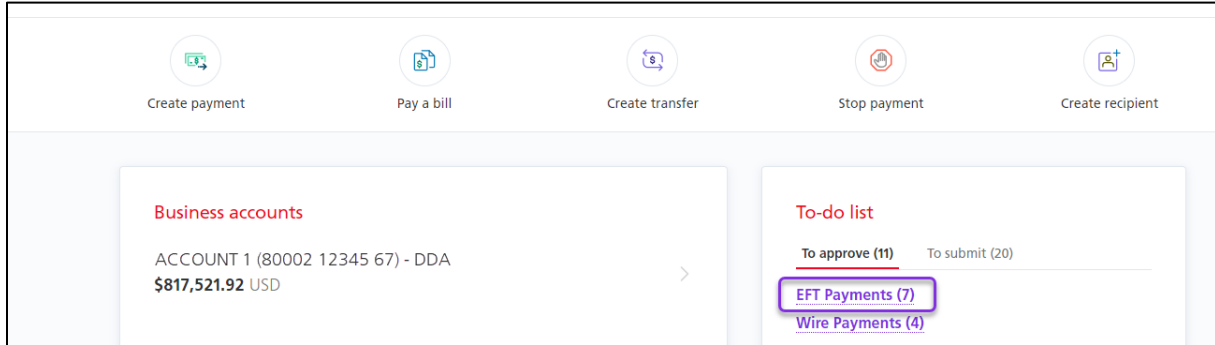 Create payment
Pay a bill
Create transfer
Stop payment
Create recipient
Business accounts
ACCOUNT 1 (80002 12345 67) - DDA
$817,521.92 USD
To-do list
To approve (11)
To submit (20)
EFT Payments (7)
Wire Payments (4)